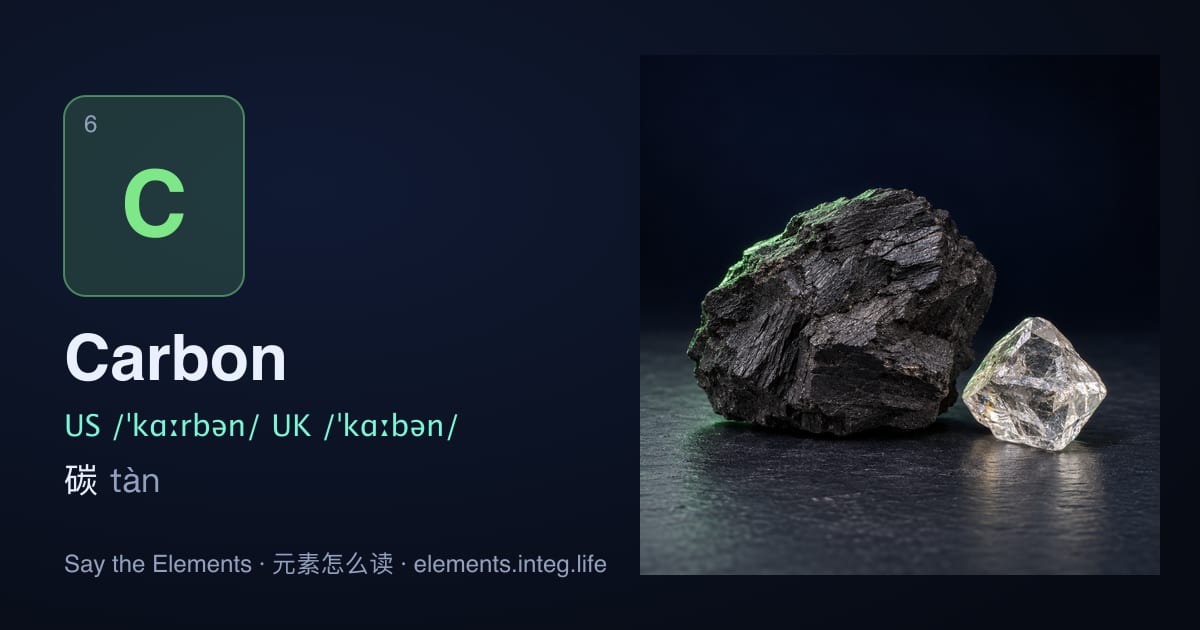 6
C
Carbon
US /ˈkɑːrbən/ UK /ˈkɑːbən/
碳 tàn
Say the Elements · 元素怎么读 · elements.integ.life